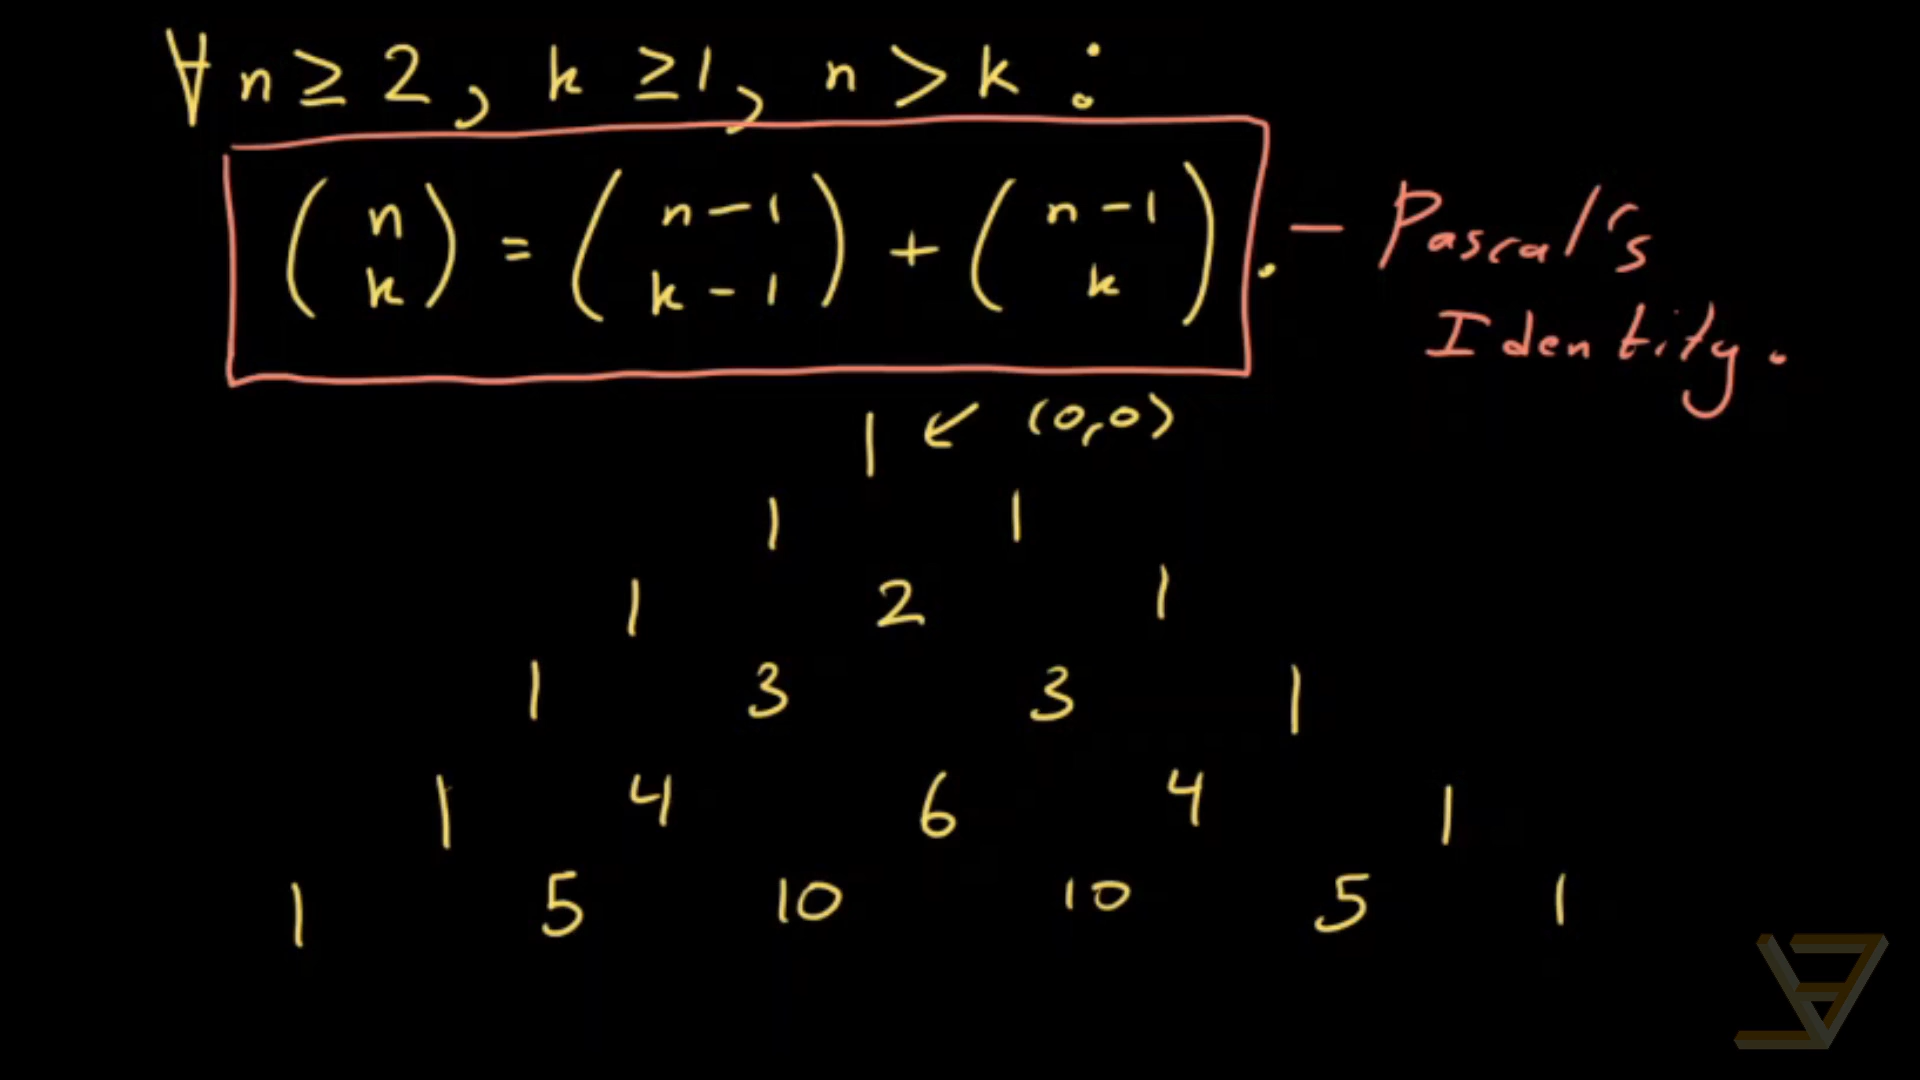 ∀ n ≥ 2, k ≥ 1, n > k :
(n k) = (n-1 k-1) + (n-1 k). — Pascal's
Identity.
1 ↙ (0,0)
1 1
1 2 1
1 3 3 1
1 4 6 4 1
1 5 10 10 5 1